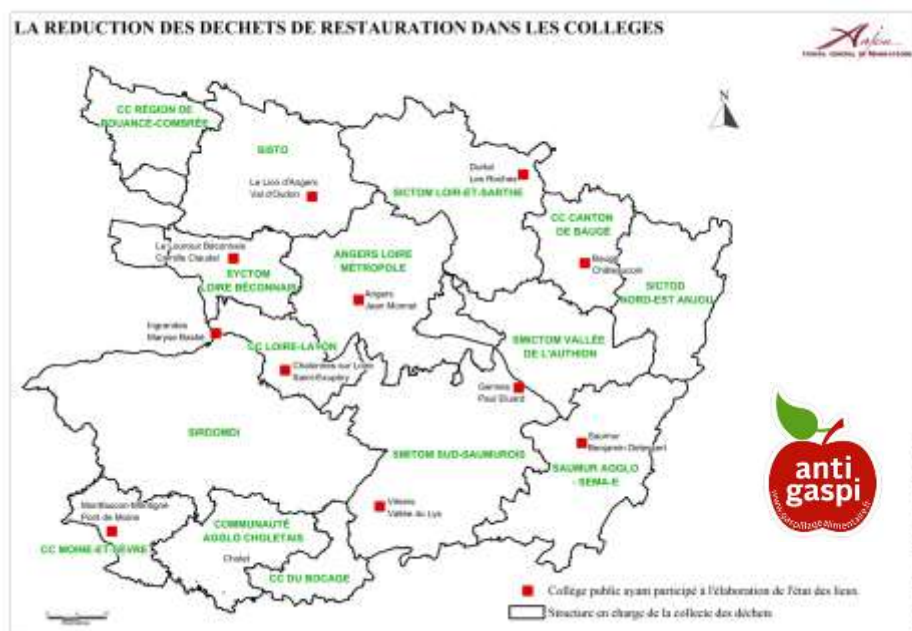 LA REDUCTION DES DECHETS DE RESTAURATION DANS LES COLLEGES
Anjou
N
CC RÉGION DE
POUANCÉ-COMBRÉE
SISTO
Le Lion d'Angers
Val d'Oudon
Durtal
Les Roches
SICTOM LOIR-ET-SARTHE
CC CANTON
DE BAUGÉ
Baugé
Châteaucoin
SICTOD
NORD-EST ANJOU
Le Louroux Béconnais
Camille Claudel
SYCTOM
LOIRE BÉCONNAIS
ANGERS LOIRE
MÉTROPOLE
Angers
Jean Monnet
Ingrandes
Maryse Bastié
CC LOIRE-LAYON
Chalonnes sur Loire
Saint-Exupéry
SMICTOM VALLÉE
DE L'AUTHION
Gennes
Paul Eluard
SIRDOMDI
SMITOM SUD-SAUMUROIS
Saumur
Benjamin Delessert
SAUMUR AGGLO
- SEMA-E
Vihiers
Vallée du Lys
Montfaucon-Montigné
Pont de Moine
CC MOINE-ET-SÈVRE
COMMUNAUTÉ
AGGLO CHOLETAIS
Cholet
CC DU BOCAGE
anti
gaspi
www.gaspillagealimentaire.fr
Collège public ayant participé à l'élaboration de l'état des lieux
Structure en charge de la collecte des déchets